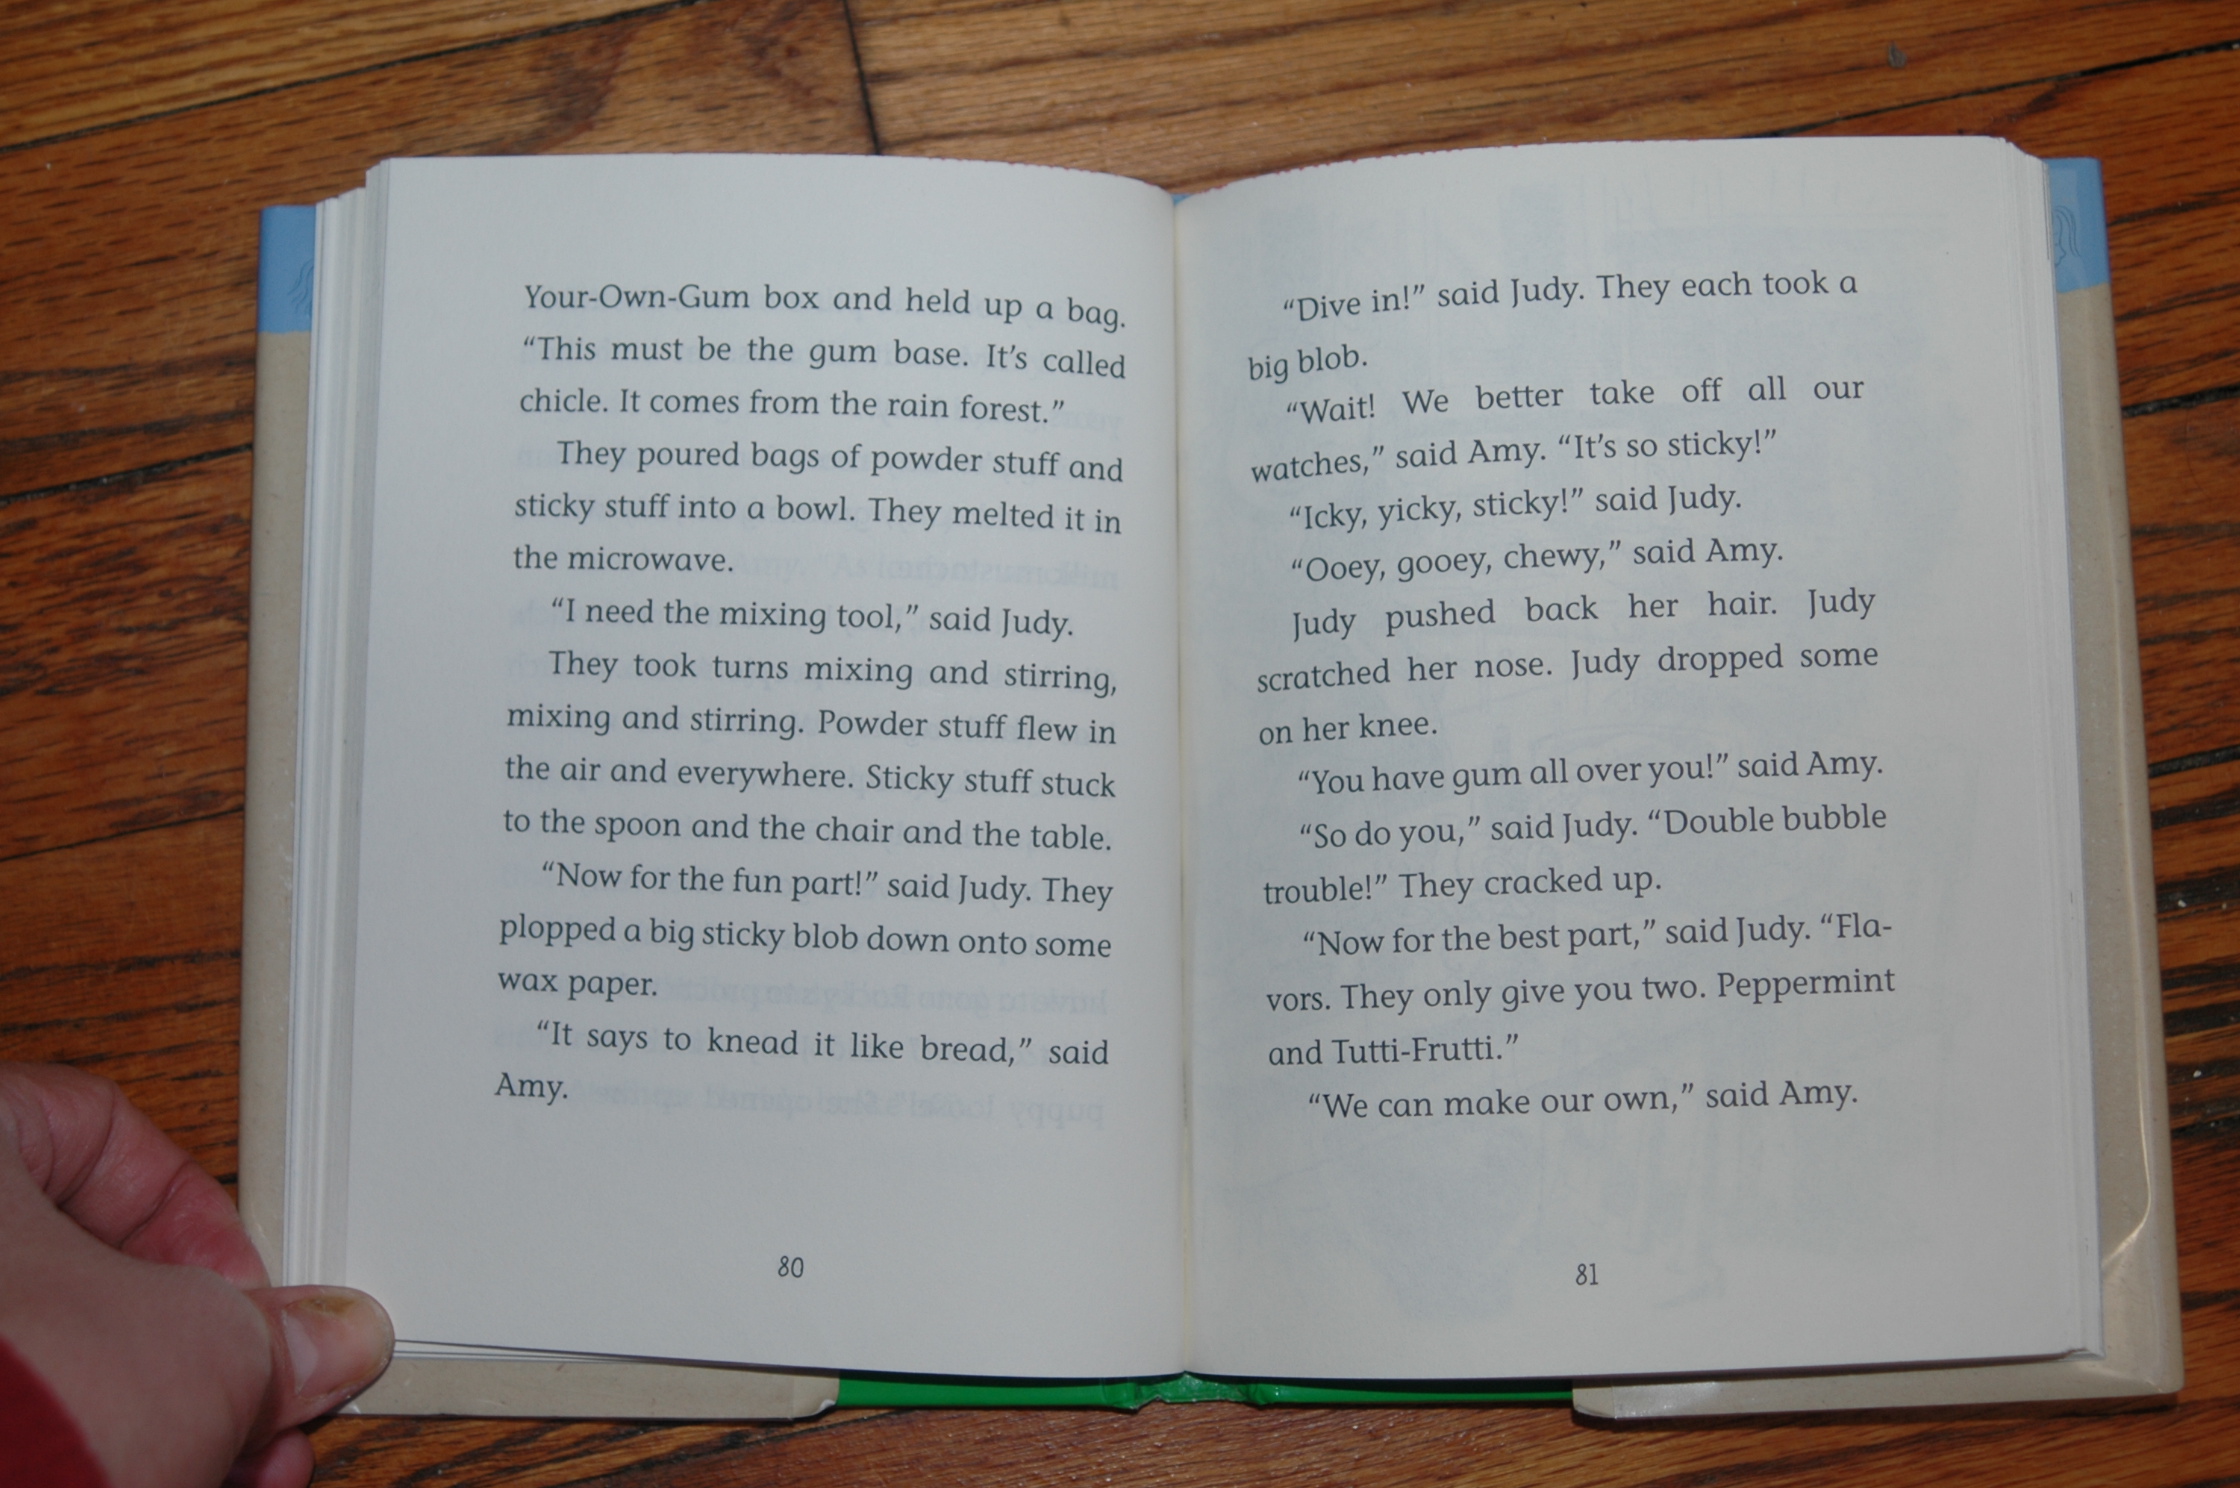 Your-Own-Gum box and held up a bag.
“This must be the gum base. It’s called
chicle. It comes from the rain forest.”
They poured bags of powder stuff and
sticky stuff into a bowl. They melted it in
the microwave.
“I need the mixing tool,” said Judy.
They took turns mixing and stirring,
mixing and stirring. Powder stuff flew in
the air and everywhere. Sticky stuff stuck
to the spoon and the chair and the table.
“Now for the fun part!” said Judy. They
plopped a big sticky blob down onto some
wax paper.
“It says to knead it like bread,” said
Amy.
80
“Dive in!” said Judy. They each took a
big blob.
“Wait! We better take off all our
watches,” said Amy. “It’s so sticky!”
“Icky, yicky, sticky!” said Judy.
“Ooey, gooey, chewy,” said Amy.
Judy pushed back her hair. Judy
scratched her nose. Judy dropped some
on her knee.
“You have gum all over you!” said Amy.
“So do you,” said Judy. “Double bubble
trouble!” They cracked up.
“Now for the best part,” said Judy. “Fla-
vors. They only give you two. Peppermint
and Tutti-Frutti.”
“We can make our own,” said Amy.
81